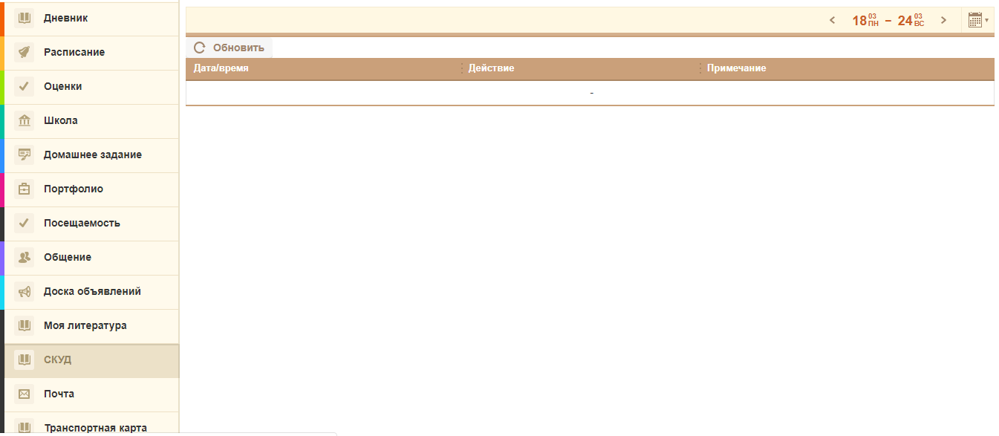 Дневник
Расписание
Оценки
Школа
Домашнее задание
Портфолио
Посещаемость
Общение
Доска объявлений
Моя литература
СКУД
Почта
Транспортная карта
< 18 03 ПН – 24 03 ВС >
Обновить
Дата/время Действие Примечание
-